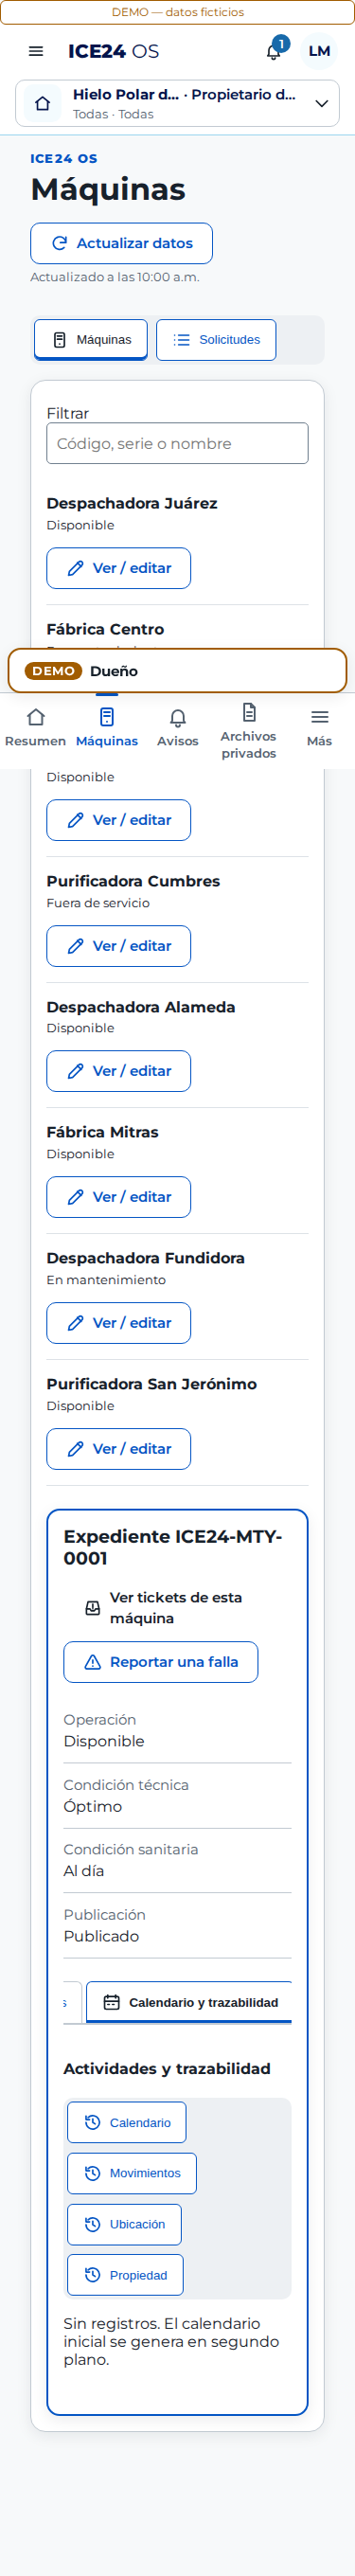 DEMO — datos ficticios
ICE24 OS
1
LM
Hielo Polar d... · Propietario d...
Todas · Todas
ICE24 OS
Máquinas
Actualizar datos
Actualizado a las 10:00 a.m.
Máquinas
Solicitudes
Filtrar
Código, serie o nombre
Despachadora Juárez
Disponible
Ver / editar
Fábrica Centro
DEMO Dueño
Resumen
Máquinas
Avisos
Archivos privados
Más
Disponible
Ver / editar
Purificadora Cumbres
Fuera de servicio
Ver / editar
Despachadora Alameda
Disponible
Ver / editar
Fábrica Mitras
Disponible
Ver / editar
Despachadora Fundidora
En mantenimiento
Ver / editar
Purificadora San Jerónimo
Disponible
Ver / editar
Expediente ICE24-MTY-
0001
Ver tickets de esta
máquina
Reportar una falla
Operación
Disponible
Condición técnica
Óptimo
Condición sanitaria
Al día
Publicación
Publicado
s
Calendario y trazabilidad
Actividades y trazabilidad
Calendario
Movimientos
Ubicación
Propiedad
Sin registros. El calendario
inicial se genera en segundo
plano.